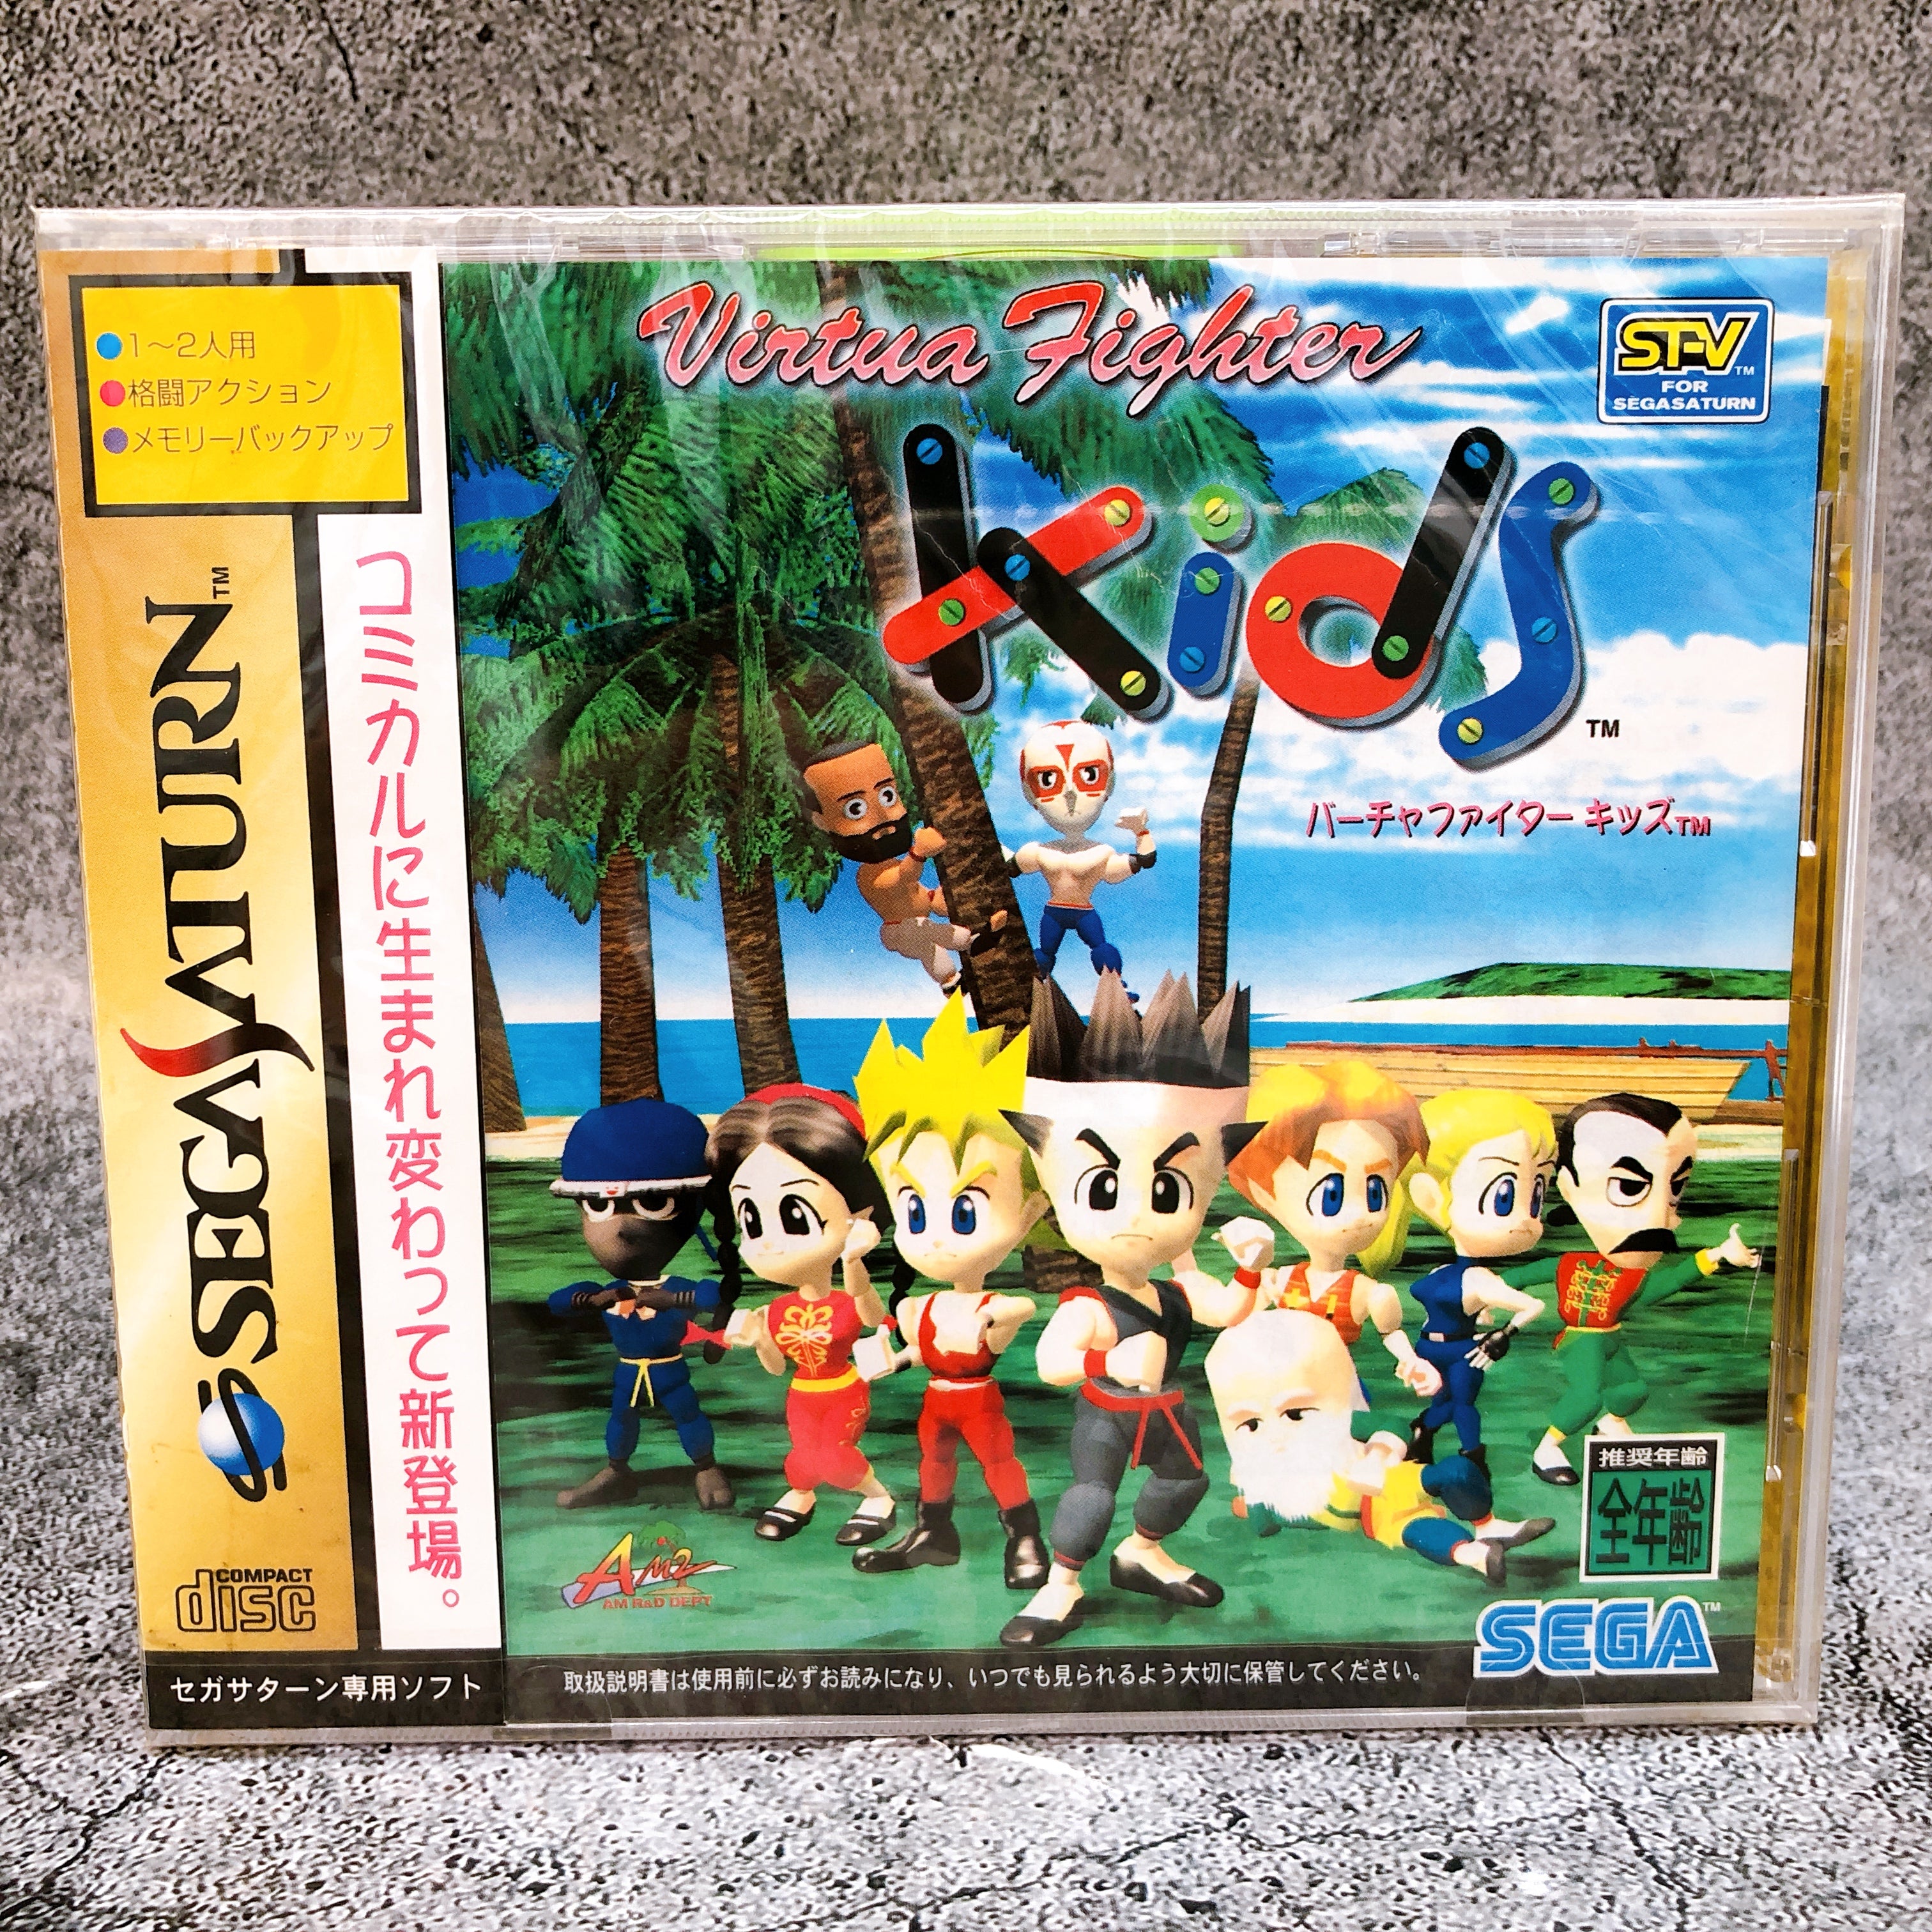 1〜2人用
格闘アクション
メモリーバックアップ
SEGA SATURN™
コミカルに生まれ変わって新登場。
COMPACT
disc
セガサターン専用ソフト
Virtua Fighter
Kids™
バーチャファイター キッズ™
ST-V™
FOR
SEGASATURN
AM2
AM R&D DEPT
推奨年齢
全年齢
SEGA™
取扱説明書は使用前に必ずお読みになり、いつでも見られるよう大切に保管してください。